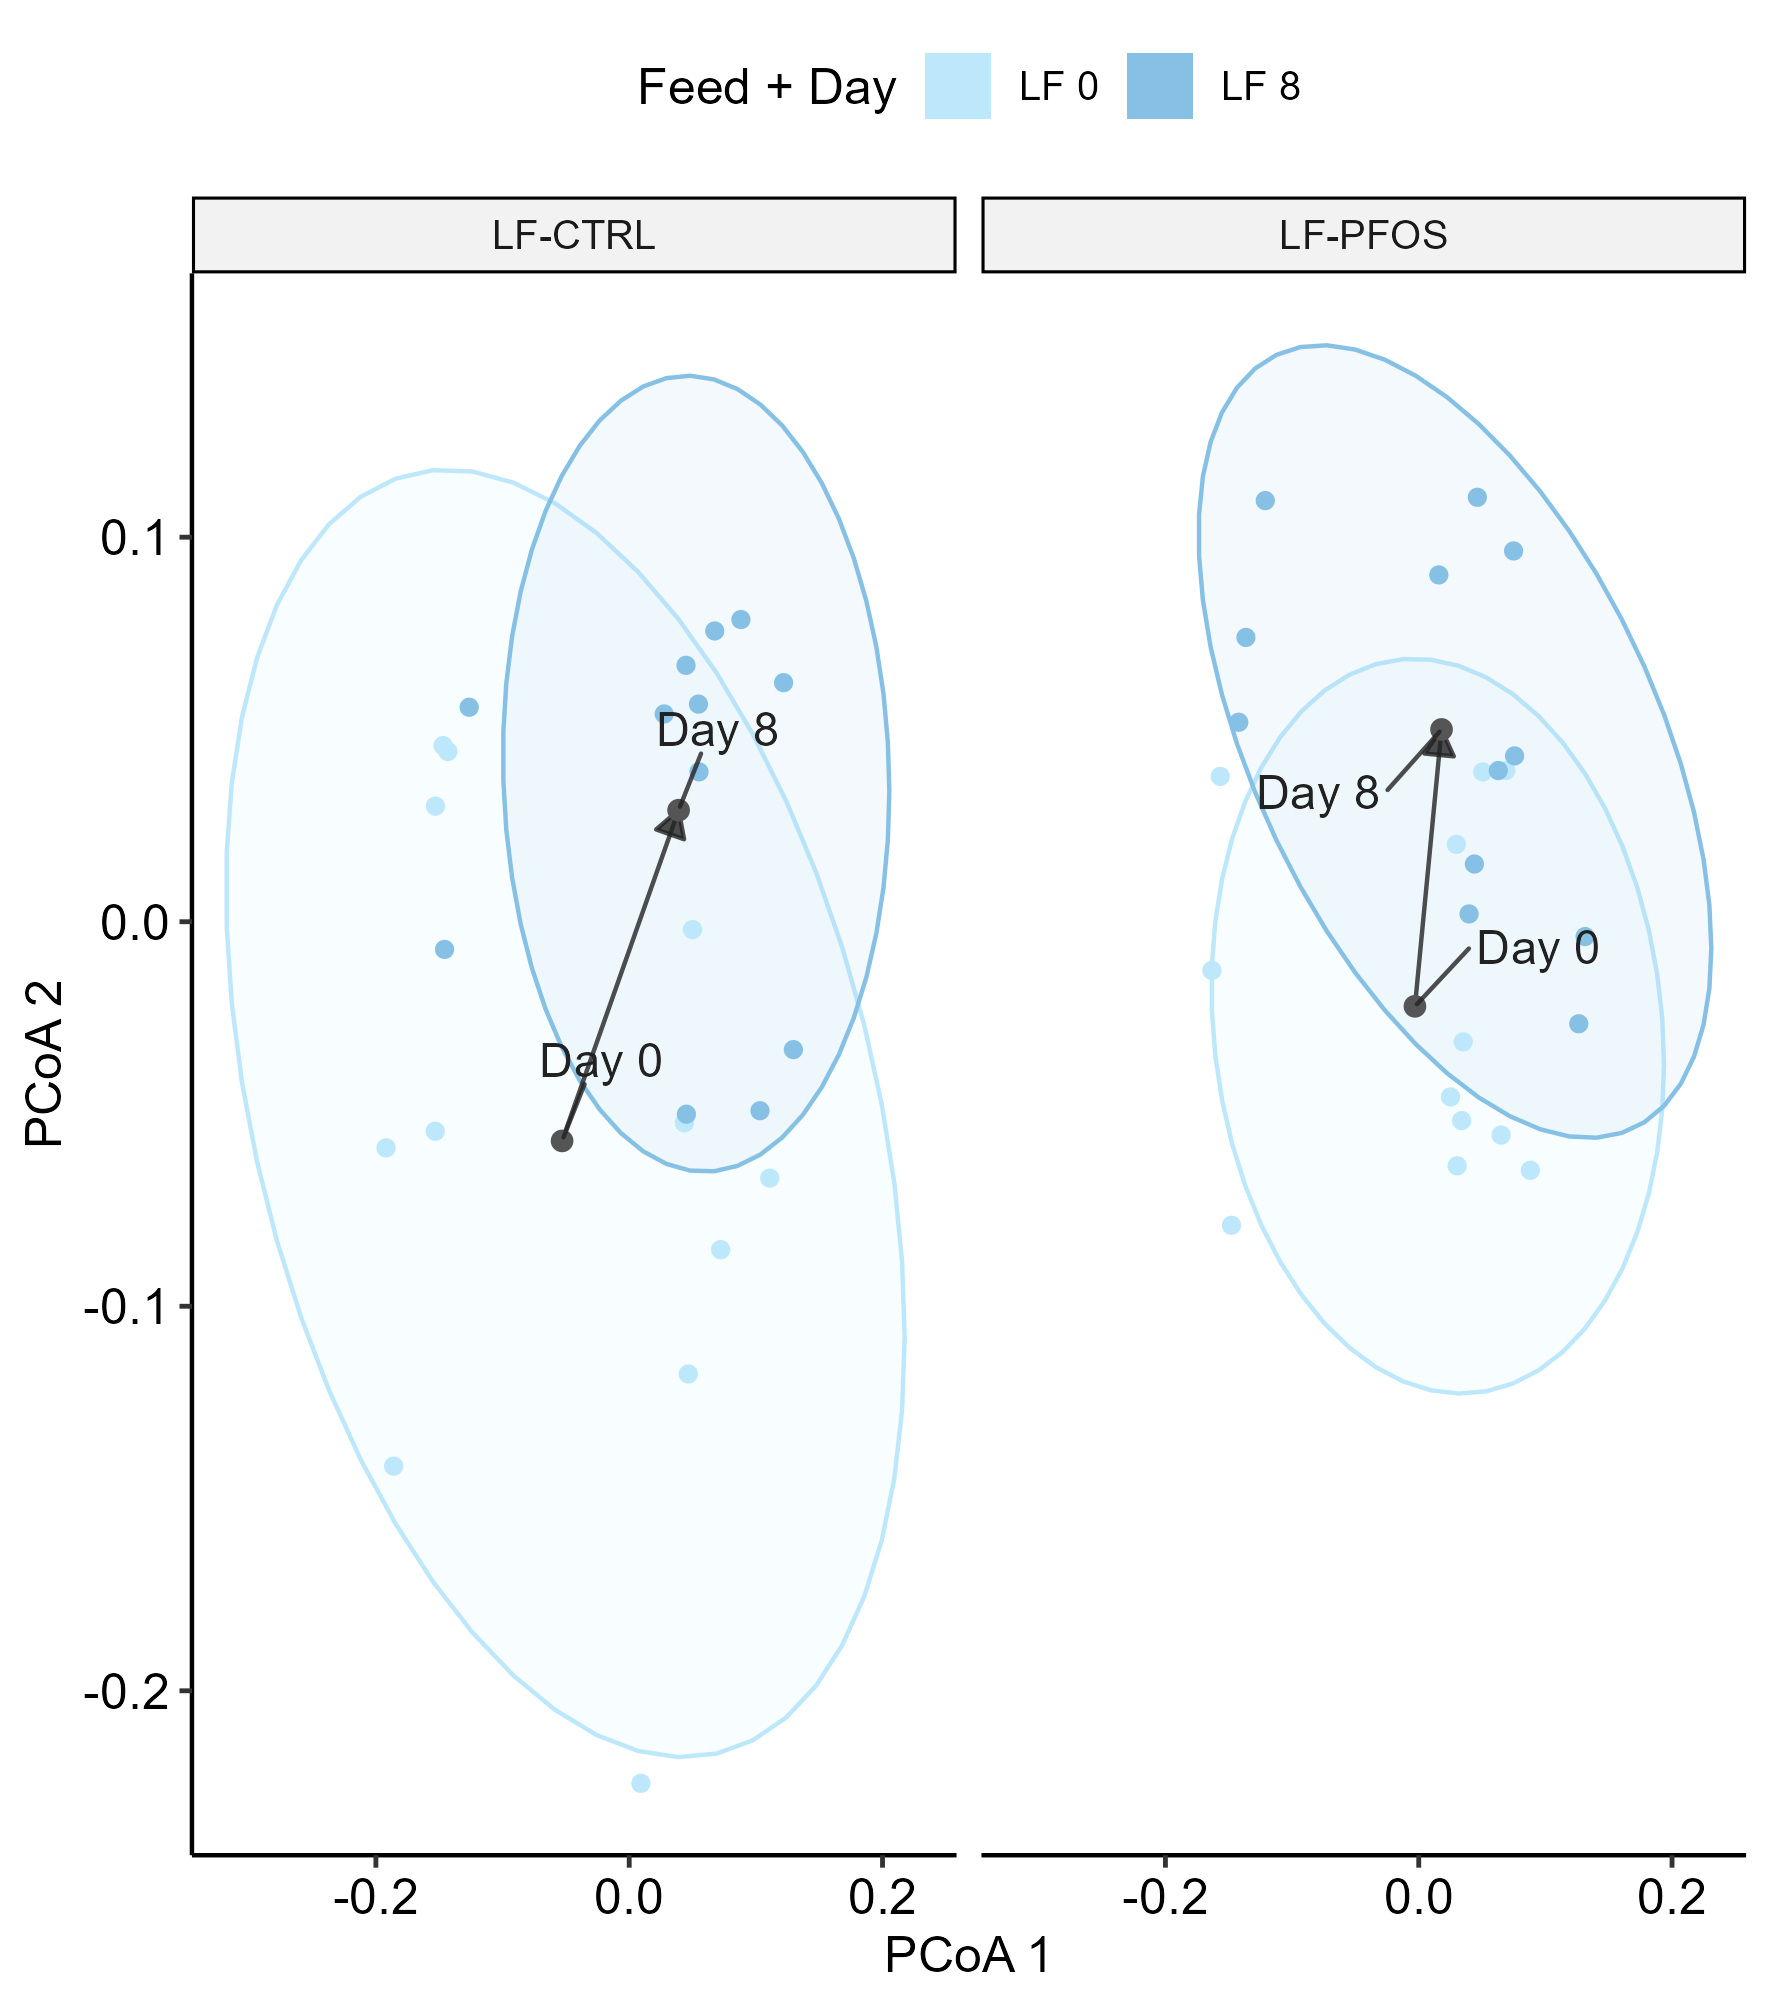 Feed + Day LF 0 LF 8
LF-CTRL LF-PFOS
0.1
Day 8
Day 8
0.0
Day 0
Day 0
-0.1
-0.2
PCoA 2
-0.2 0.0 0.2 -0.2 0.0 0.2
PCoA 1